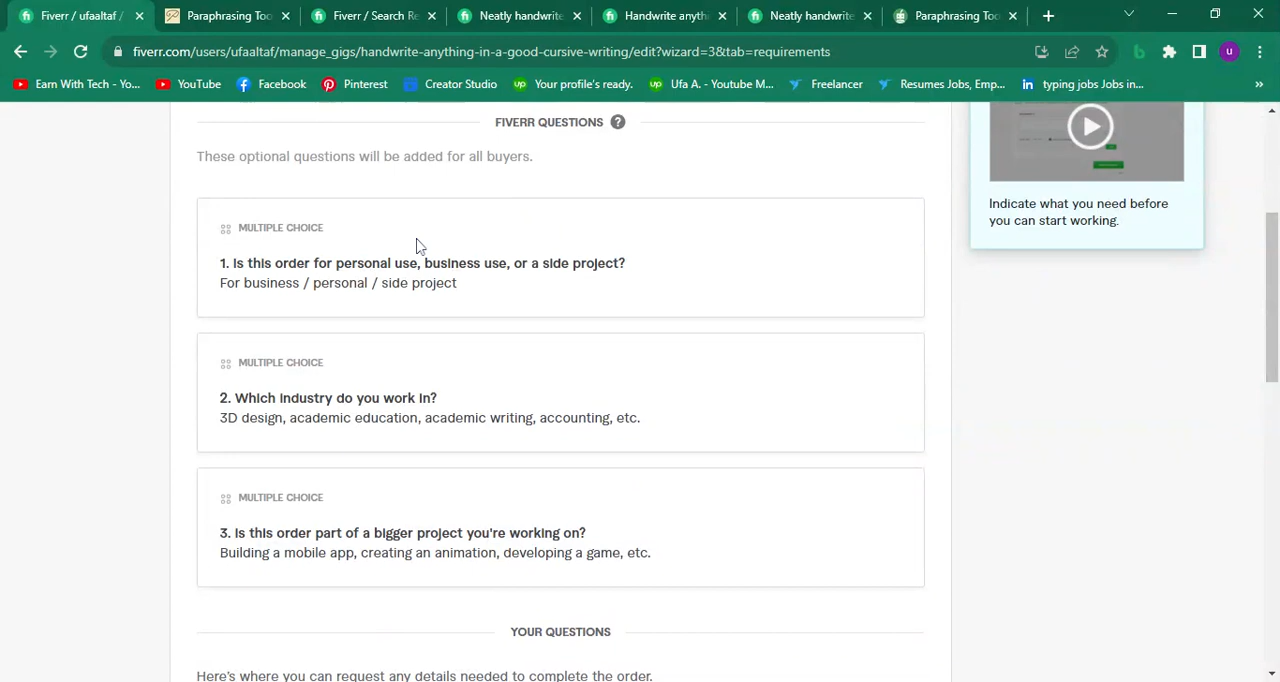 Fiverr / ufaaltaf /
Paraphrasing Too
Fiverr / Search Re
Neatly handwrite
Handwrite anyth
Neatly handwrite
Paraphrasing Too
fiverr.com/users/ufaaltaf/manage_gigs/handwrite-anything-in-a-good-cursive-writing/edit?wizard=3&tab=requirements
Earn With Tech - Yo...
YouTube
Facebook
Pinterest
Creator Studio
Your profile's ready.
Ufa A. - Youtube M...
Freelancer
Resumes Jobs, Emp...
typing jobs Jobs in...
FIVERR QUESTIONS
These optional questions will be added for all buyers.
MULTIPLE CHOICE
1. Is this order for personal use, business use, or a side project?
For business / personal / side project
MULTIPLE CHOICE
2. Which industry do you work in?
3D design, academic education, academic writing, accounting, etc.
MULTIPLE CHOICE
3. Is this order part of a bigger project you're working on?
Building a mobile app, creating an animation, developing a game, etc.
YOUR QUESTIONS
Here's where you can request any details needed to complete the order.
Indicate what you need before
you can start working.